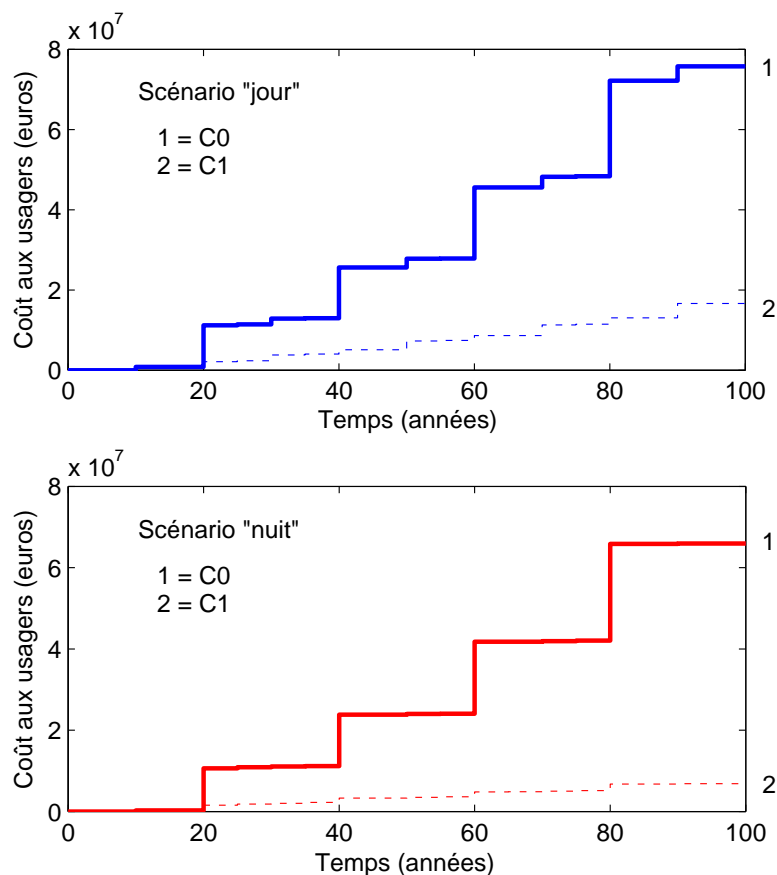 x 10^7
8
6
4
2
0
Coût aux usagers (euros)
Scénario "jour"
1 = C0
2 = C1
1
2
0 20 40 60 80 100
Temps (années)
x 10^7
8
6
4
2
0
Coût aux usagers (euros)
Scénario "nuit"
1 = C0
2 = C1
1
2
0 20 40 60 80 100
Temps (années)